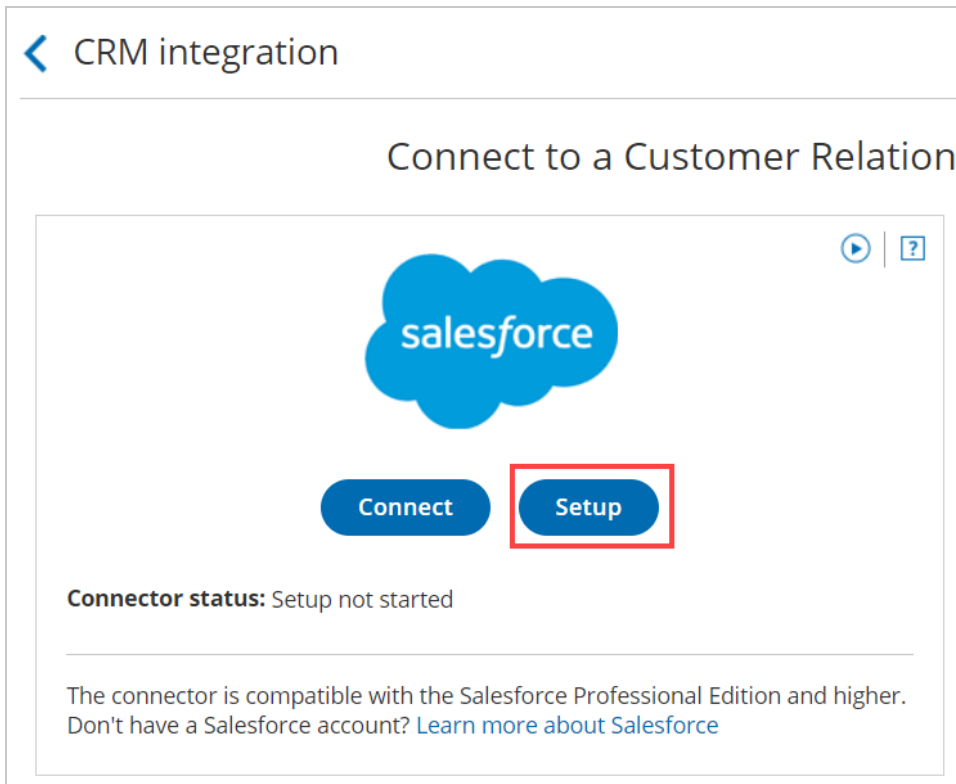 CRM integration
Connect to a Customer Relation
?
salesforce
Connect
Setup
Connector status: Setup not started
The connector is compatible with the Salesforce Professional Edition and higher.
Don't have a Salesforce account? Learn more about Salesforce